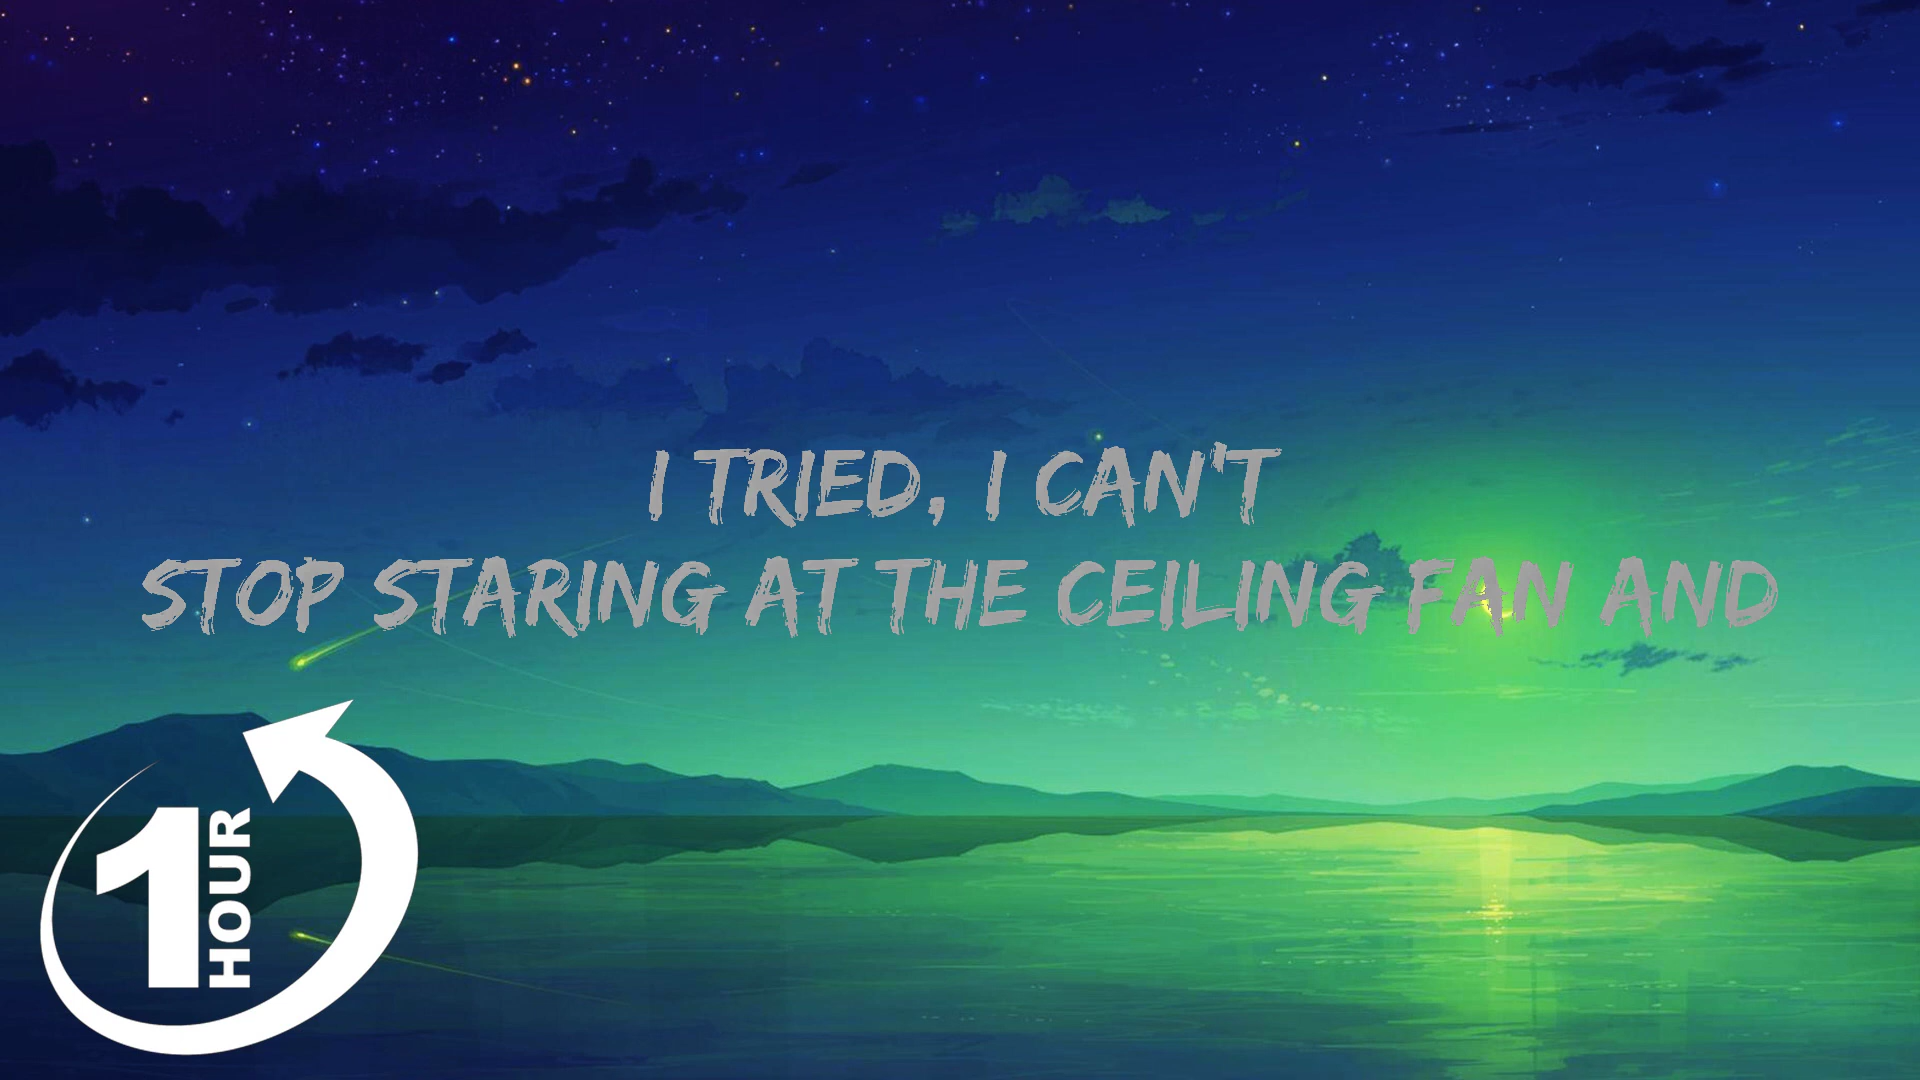 I TRIED, I CAN'T
STOP STARING AT THE CEILING FAN AND
1 HOUR